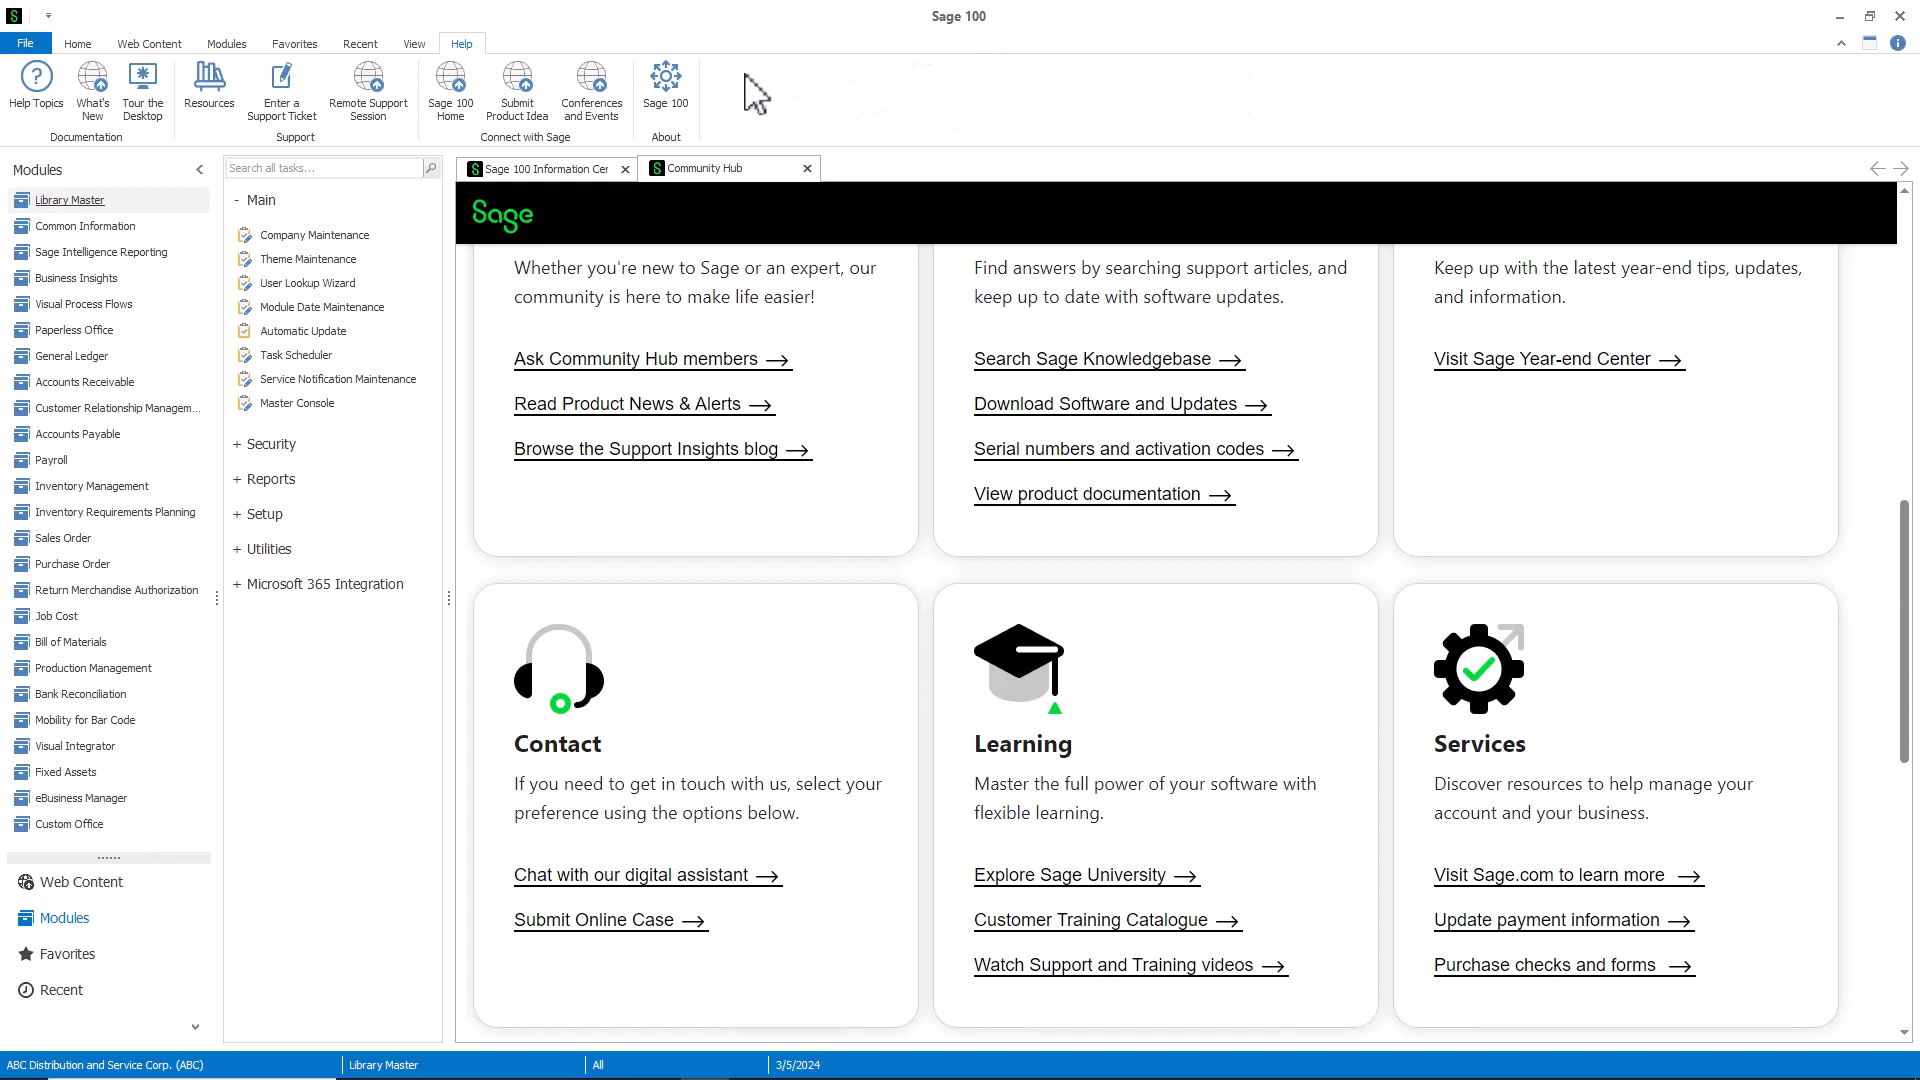 Sage 100
File
Home
Web Content
Modules
Favorites
Recent
View
Help
Help Topics
What's
New
Tour the
Desktop
Documentation
Resources
Enter a
Support Ticket
Remote Support
Session
Support
Sage 100
Home
Submit
Product Idea
Conferences
and Events
Connect with Sage
Sage 100
About
Modules
Library Master
Common Information
Sage Intelligence Reporting
Business Insights
Visual Process Flows
Paperless Office
General Ledger
Accounts Receivable
Customer Relationship Managem...
Accounts Payable
Payroll
Inventory Management
Inventory Requirements Planning
Sales Order
Purchase Order
Return Merchandise Authorization
Job Cost
Bill of Materials
Production Management
Bank Reconciliation
Mobility for Bar Code
Visual Integrator
Fixed Assets
eBusiness Manager
Custom Office
Web Content
Modules
Favorites
Recent
Search all tasks...
- Main
Company Maintenance
Theme Maintenance
User Lookup Wizard
Module Date Maintenance
Automatic Update
Task Scheduler
Service Notification Maintenance
Master Console
+ Security
+ Reports
+ Setup
+ Utilities
+ Microsoft 365 Integration
Sage 100 Information Cer
Community Hub
Sage
Whether you're new to Sage or an expert, our
community is here to make life easier!
Ask Community Hub members
Read Product News & Alerts
Browse the Support Insights blog
Find answers by searching support articles, and
keep up to date with software updates.
Search Sage Knowledgebase
Download Software and Updates
Serial numbers and activation codes
View product documentation
Keep up with the latest year-end tips, updates,
and information.
Visit Sage Year-end Center
Contact
If you need to get in touch with us, select your
preference using the options below.
Chat with our digital assistant
Submit Online Case
Learning
Master the full power of your software with
flexible learning.
Explore Sage University
Customer Training Catalogue
Watch Support and Training videos
Services
Discover resources to help manage your
account and your business.
Visit Sage.com to learn more
Update payment information
Purchase checks and forms
ABC Distribution and Service Corp. (ABC)
Library Master
All
3/5/2024